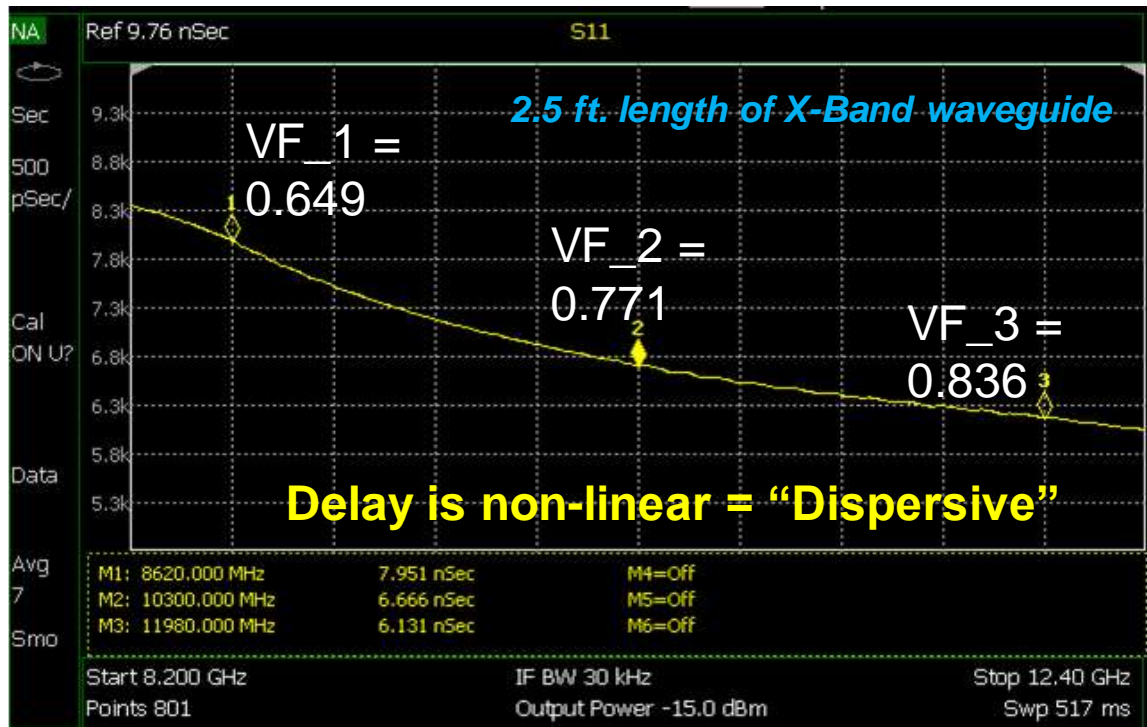 NA
Ref 9.76 nSec
S11
Sec
500
pSec/
Cal
ON U?
Data
Avg
7
Smo
9.3k
8.8k
8.3k
7.8k
7.3k
6.8k
6.3k
5.8k
5.3k
2.5 ft. length of X-Band waveguide
VF_1 =
0.649
1
VF_2 =
0.771
2
VF_3 =
0.836
3
Delay is non-linear = “Dispersive”
M1: 8620.000 MHz 7.951 nSec M4=Off
M2: 10300.000 MHz 6.666 nSec M5=Off
M3: 11980.000 MHz 6.131 nSec M6=Off
Start 8.200 GHz IF BW 30 kHz Stop 12.40 GHz
Points 801 Output Power -15.0 dBm Swp 517 ms